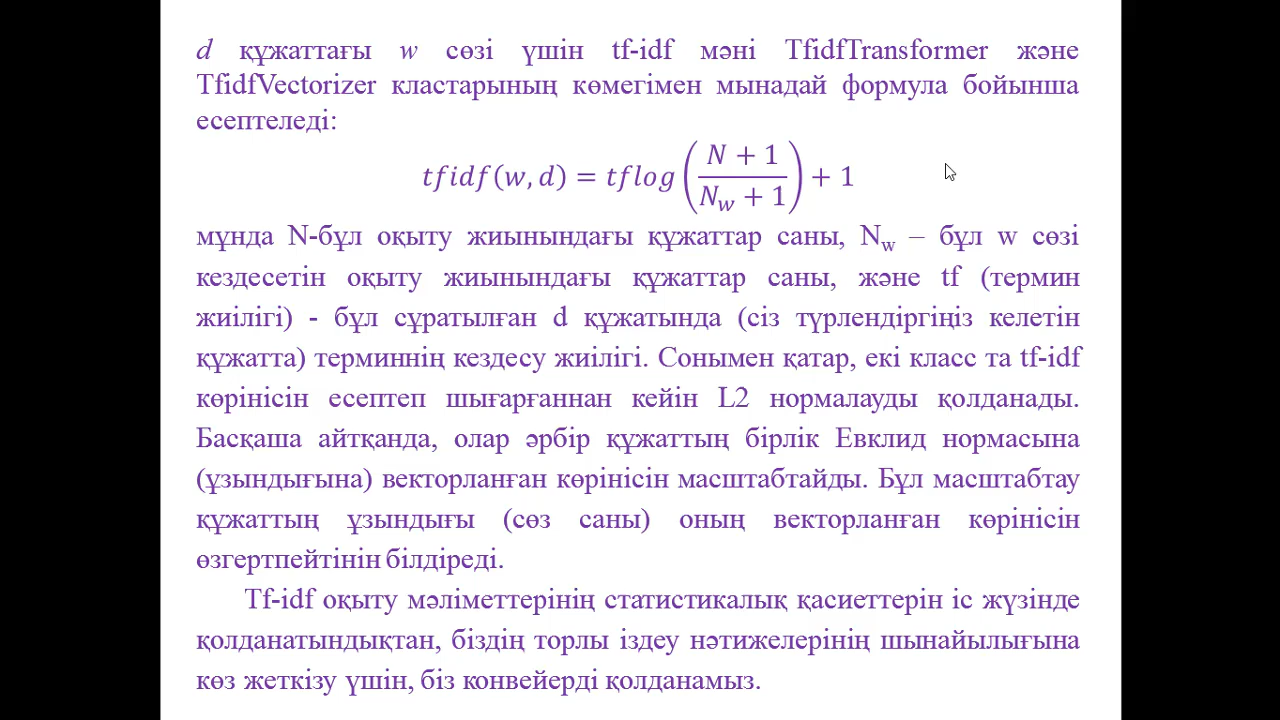 d құжаттағы w сөзі үшін tf-idf мәні TfidfTransformer және
TfidfVectorizer кластарының көмегімен мынадай формула бойынша
есептеледі:
tfidf(w, d) = tflog((N + 1)/(N_w + 1)) + 1
мұнда N-бұл оқыту жиынындағы құжаттар саны, N_w – бұл w сөзі
кездесетін оқыту жиынындағы құжаттар саны, және tf (термин
жиілігі) - бұл сұратылған d құжатында (сіз түрлендіргіңіз келетін
құжатта) терминнің кездесу жиілігі. Сонымен қатар, екі класс та tf-idf
көрінісін есептеп шығарғаннан кейін L2 нормалауды қолданады.
Басқаша айтқанда, олар әрбір құжаттың бірлік Евклид нормасына
(ұзындығына) векторланған көрінісін масштабтайды. Бұл масштабтау
құжаттың ұзындығы (сөз саны) оның векторланған көрінісін
өзгертпейтінін білдіреді.
Tf-idf оқыту мәліметтерінің статистикалық қасиеттерін іс жүзінде
қолданатындықтан, біздің торлы іздеу нәтижелерінің шынайылығына
көз жеткізу үшін, біз конвейерді қолданамыз.